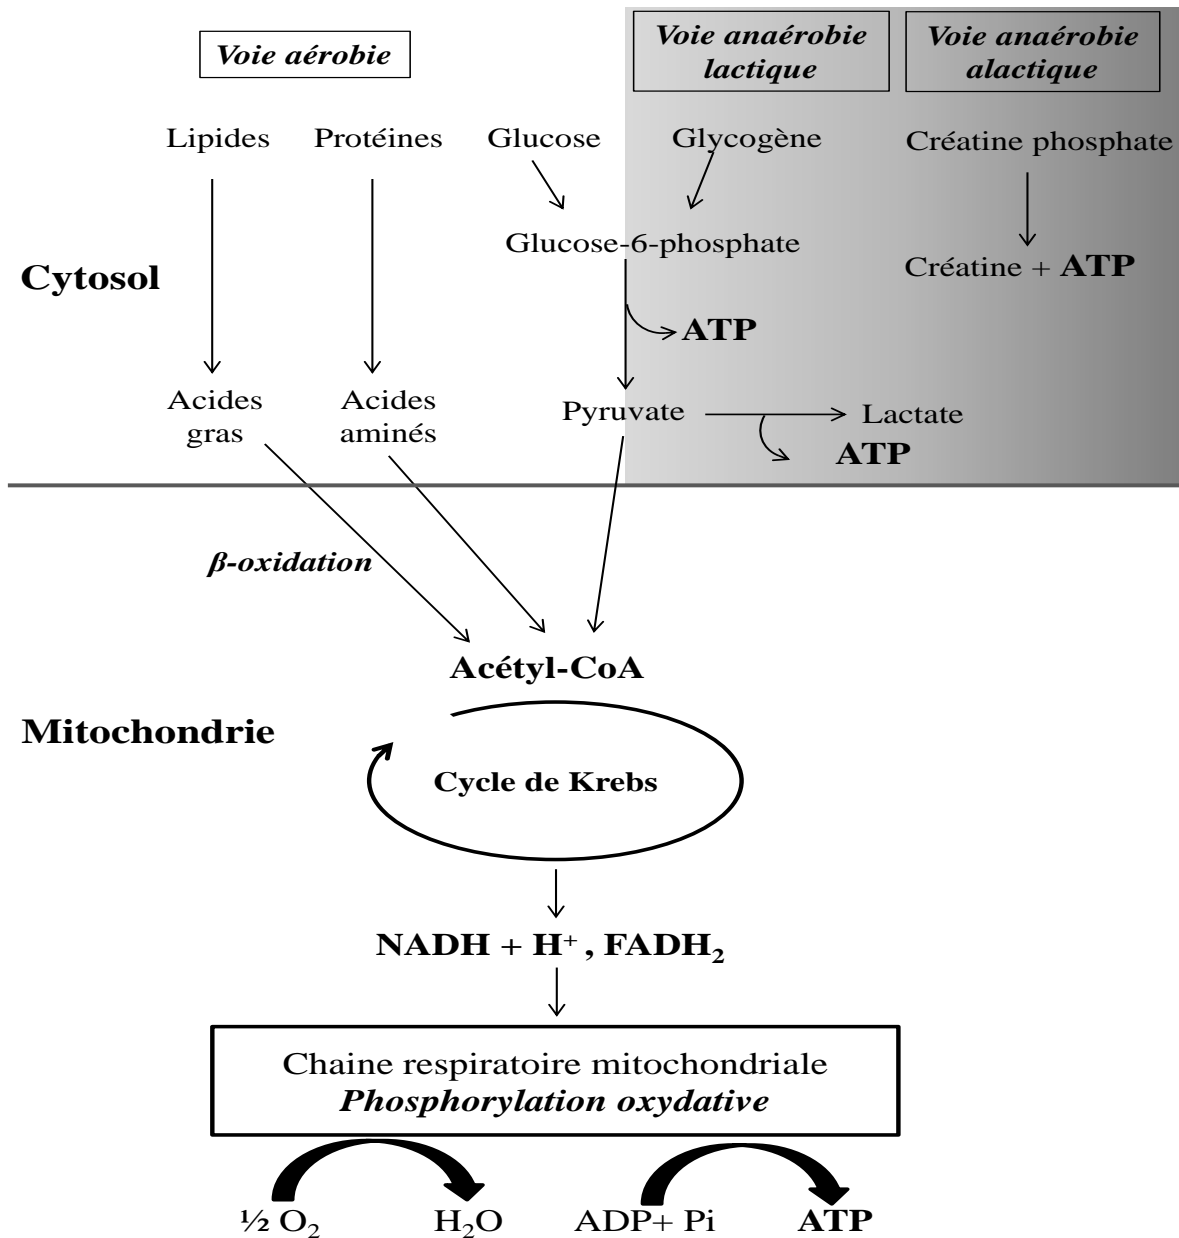 Voie aérobie
Voie anaérobie
lactique
Voie anaérobie
alactique
Lipides
Protéines
Glucose
Glycogène
Créatine phosphate
Glucose-6-phosphate
Cytosol
Créatine + ATP
ATP
Acides
gras
Acides
aminés
Pyruvate
Lactate
ATP
β-oxidation
Acétyl-CoA
Mitochondrie
Cycle de Krebs
NADH + H⁺ , FADH₂
Chaine respiratoire mitochondriale
Phosphorylation oxydative
½ O₂
H₂O
ADP+ Pi
ATP